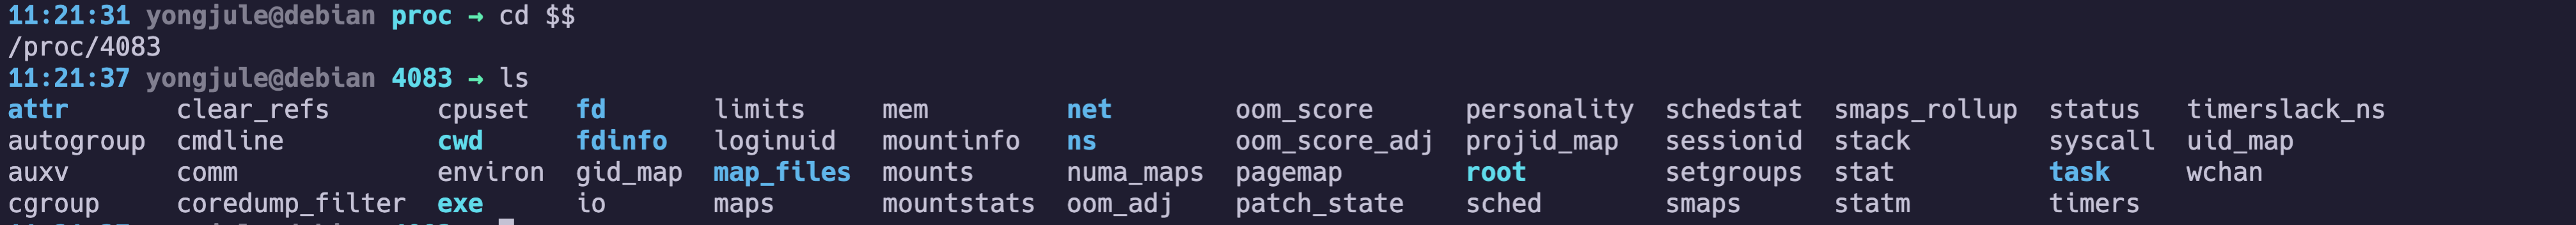 11:21:31 yongjule@debian proc → cd $$
/proc/4083
11:21:37 yongjule@debian 4083 → ls
attr clear_refs cpuset fd limits mem net oom_score personality schedstat smaps_rollup status timerslack_ns
autogroup cmdline cwd fdinfo loginuid mountinfo ns oom_score_adj projid_map sessionid stack syscall uid_map
auxv comm environ gid_map map_files mounts numa_maps pagemap root setgroups stat task wchan
cgroup coredump_filter exe io maps mountstats oom_adj patch_state sched smaps statm timers